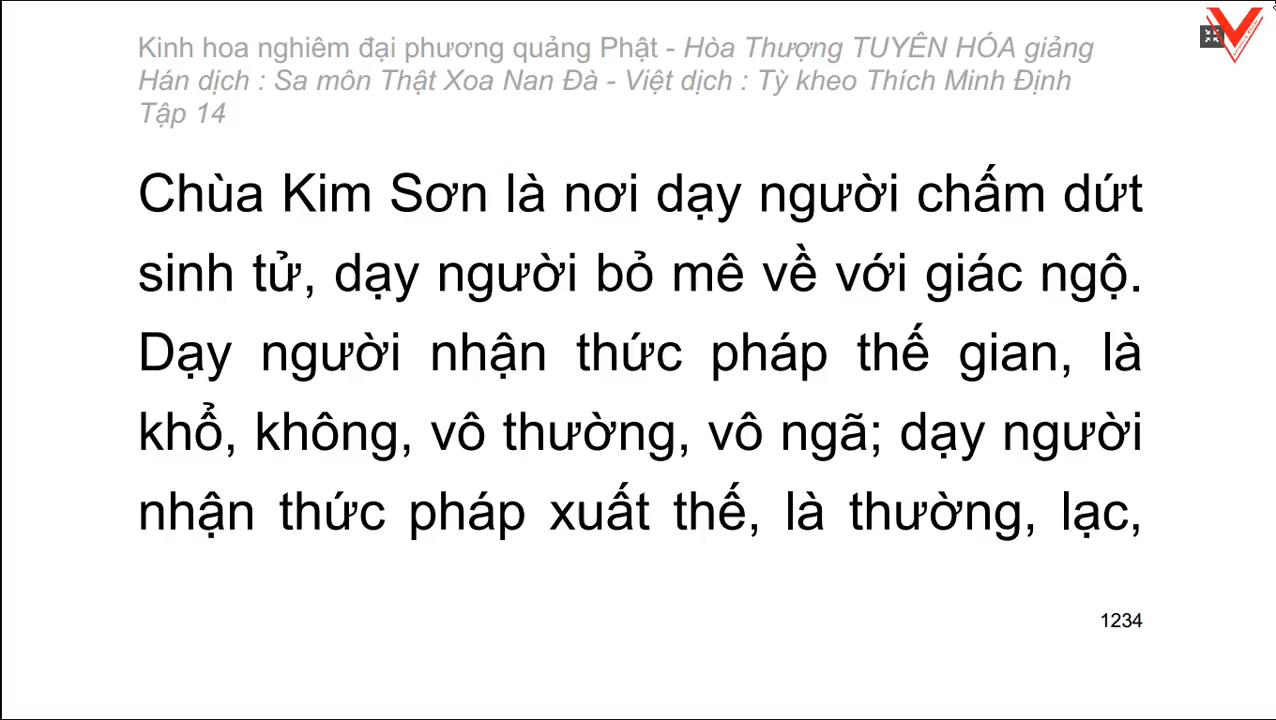 Kinh hoa nghiêm đại phương quảng Phật - Hòa Thượng TUYÊN HÓA giảng
Hán dịch : Sa môn Thật Xoa Nan Đà - Việt dịch : Tỳ kheo Thích Minh Định
Tập 14
Chùa Kim Sơn là nơi dạy người chấm dứt
sinh tử, dạy người bỏ mê về với giác ngộ.
Dạy người nhận thức pháp thế gian, là
khổ, không, vô thường, vô ngã; dạy người
nhận thức pháp xuất thế, là thường, lạc,
1234